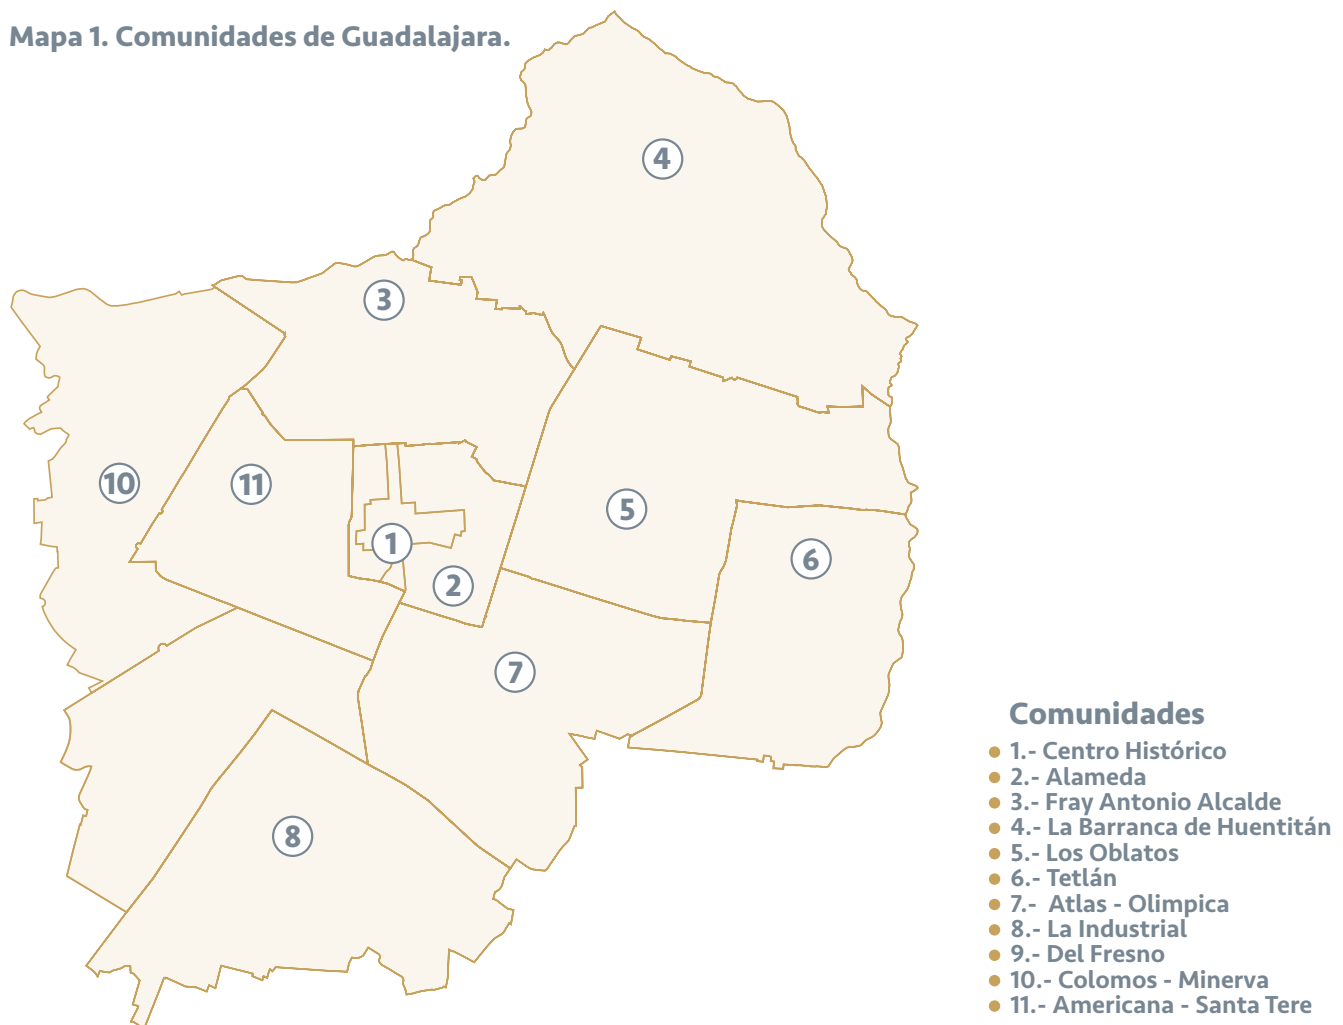 Mapa 1. Comunidades de Guadalajara.
4
3
10
11
5
1
6
2
7
8
Comunidades
1.- Centro Histórico
2.- Alameda
3.- Fray Antonio Alcalde
4.- La Barranca de Huentitán
5.- Los Oblatos
6.- Tetlán
7.- Atlas - Olimpica
8.- La Industrial
9.- Del Fresno
10.- Colomos - Minerva
11.- Americana - Santa Tere